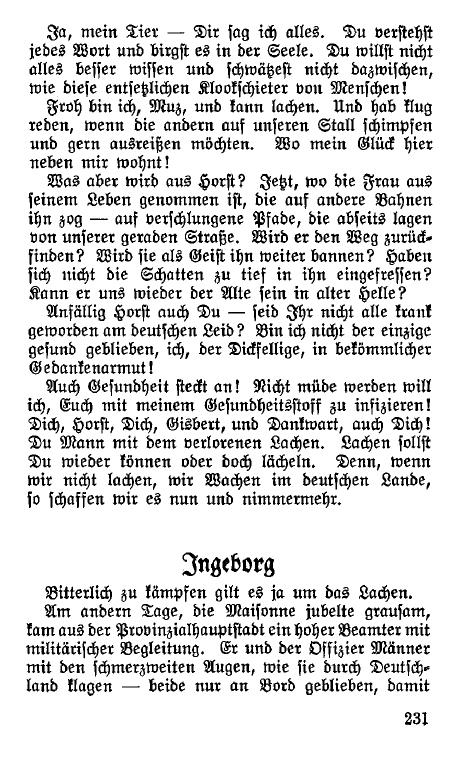 Ja, mein Tier — Dir sag ich alles. Du verstehst
jedes Wort und birgst es in der Seele. Du willst nicht
alles besser wissen und schwätzest nicht dazwischen,
wie diese entsetzlichen Klookschieter von Menschen!
Froh bin ich, Muz, und kann lachen. Und hab klug
reden, wenn die andern auf unseren Stall schimpfen
und gern ausreißen möchten. Wo mein Glück hier
neben mir wohnt!
Was aber wird aus Horst? Jetzt, wo die Frau aus
seinem Leben genommen ist, die auf andere Bahnen
ihn zog — auf verschlungene Pfade, die abseits lagen
von unserer geraden Straße. Wird er den Weg zurück-
finden? Wird sie als Geist ihn weiter bannen? Haben
sich nicht die Schatten zu tief in ihn eingefressen?
Kann er uns wieder der Alte sein in alter Helle?
Anfällig Horst auch Du — seid Ihr nicht alle krank
geworden am deutschen Leid? Bin ich nicht der einzige
gesund geblieben, ich, der Dickfellige, in bekömmlicher
Gedankenarmut!
Auch Gesundheit steckt an! Nicht müde werden will
ich, Euch mit meinem Gesundheitsstoff zu infizieren!
Dich, Horst, Dich, Gisbert, und Dankwart, auch Dich!
Du Mann mit dem verlorenen Lachen. Lachen sollst
Du wieder können oder doch lächeln. Denn, wenn
wir nicht lachen, wir Wachen im deutschen Lande,
so schaffen wir es nun und nimmermehr.
Ingeborg
Bitterlich zu kämpfen gilt es ja um das Lachen.
Am andern Tage, die Maisonne jubelte grausam,
kam aus der Provinzialhauptstadt ein hoher Beamter mit
militärischer Begleitung. Er und der Offizier Männer
mit den schmerzweiten Augen, wie sie durch Deutsch-
land klagen — beide nur an Bord geblieben, damit
231